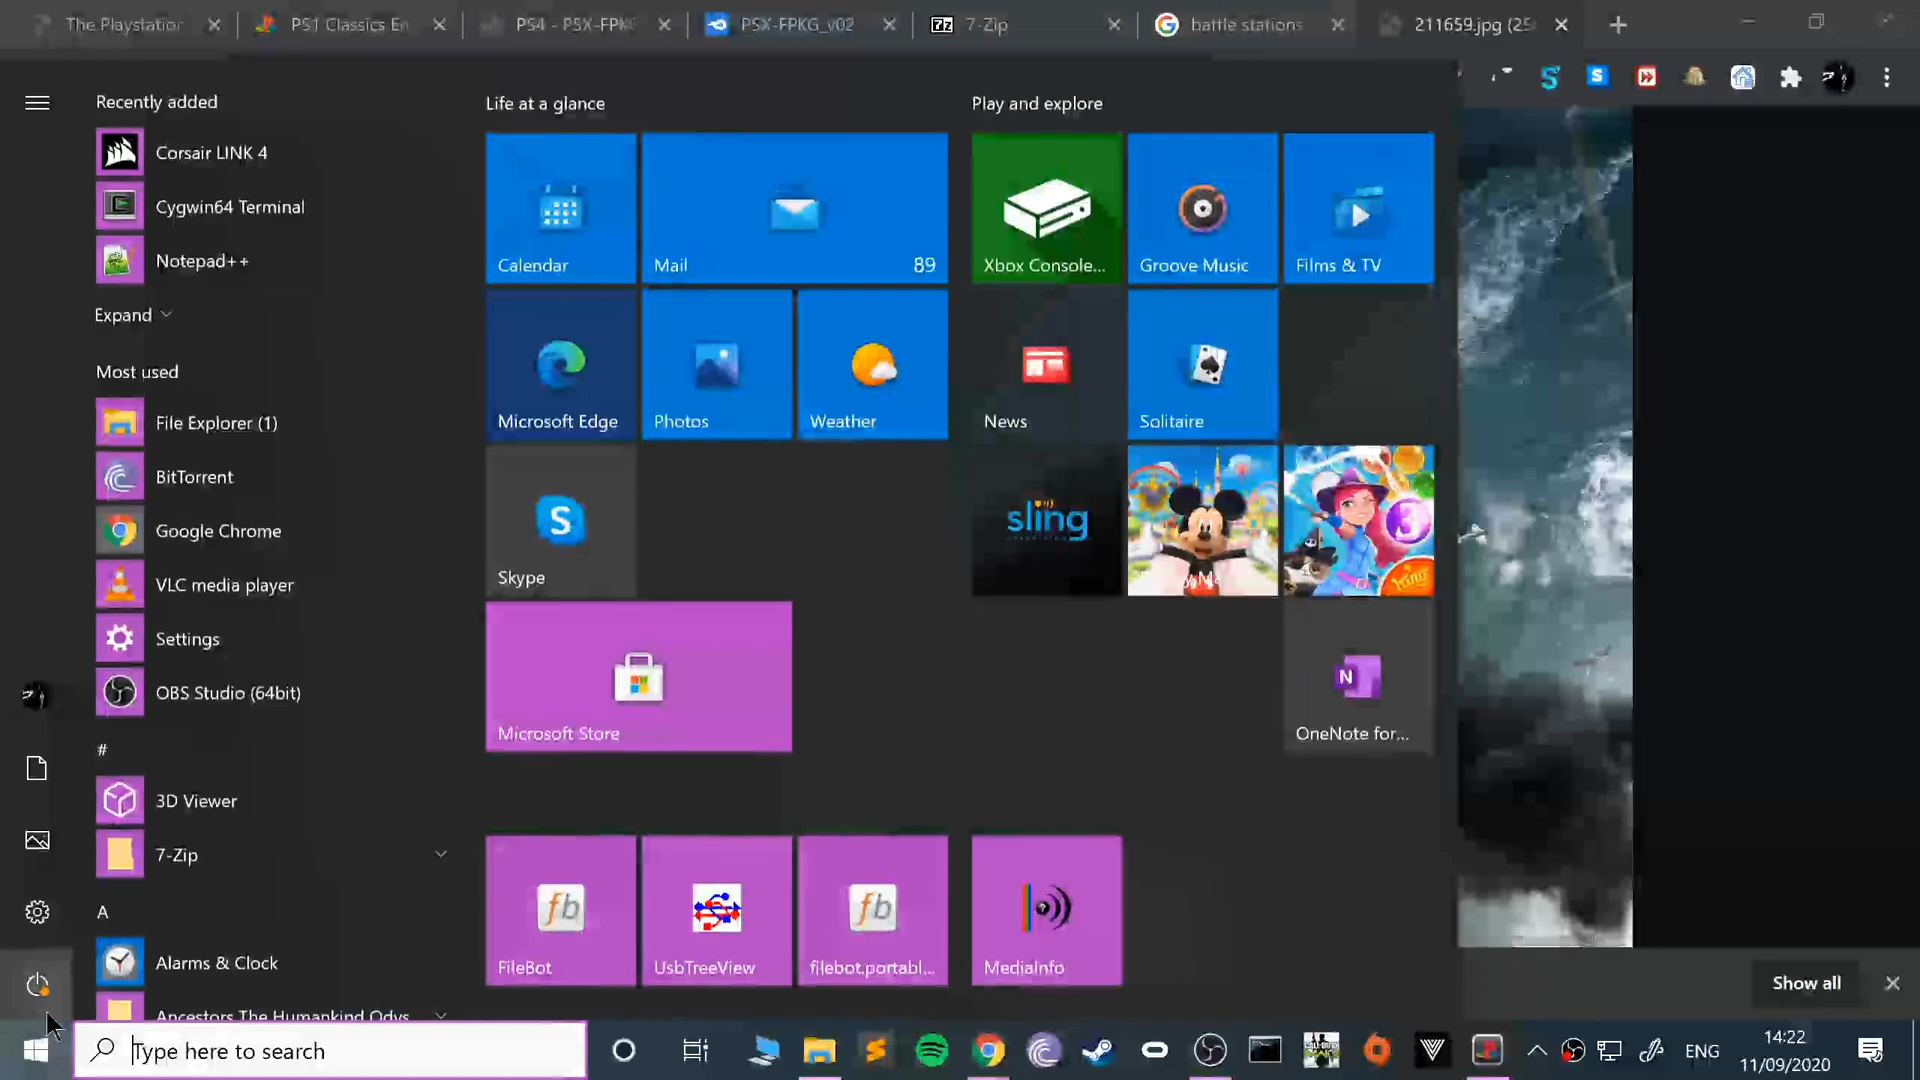 The Playstation
PS1 Classics Em
PS4 - PSX-FPKG
PSX-FPKG_v02
7-Zip
battle stations
211659.jpg (25
Recently added
Corsair LINK 4
Cygwin64 Terminal
Notepad++
Expand
Most used
File Explorer (1)
BitTorrent
Google Chrome
VLC media player
Settings
OBS Studio (64bit)
#
3D Viewer
7-Zip
A
Alarms & Clock
Ancestors The Humankind Odys
Life at a glance
Calendar
Mail
89
Microsoft Edge
Photos
Weather
Skype
Microsoft Store
FileBot
UsbTreeView
filebot.portabl...
Play and explore
Xbox Console...
Groove Music
Films & TV
News
Solitaire
sling
King
OneNote for...
MediaInfo
Show all
Type here to search
ENG
14:22
11/09/2020